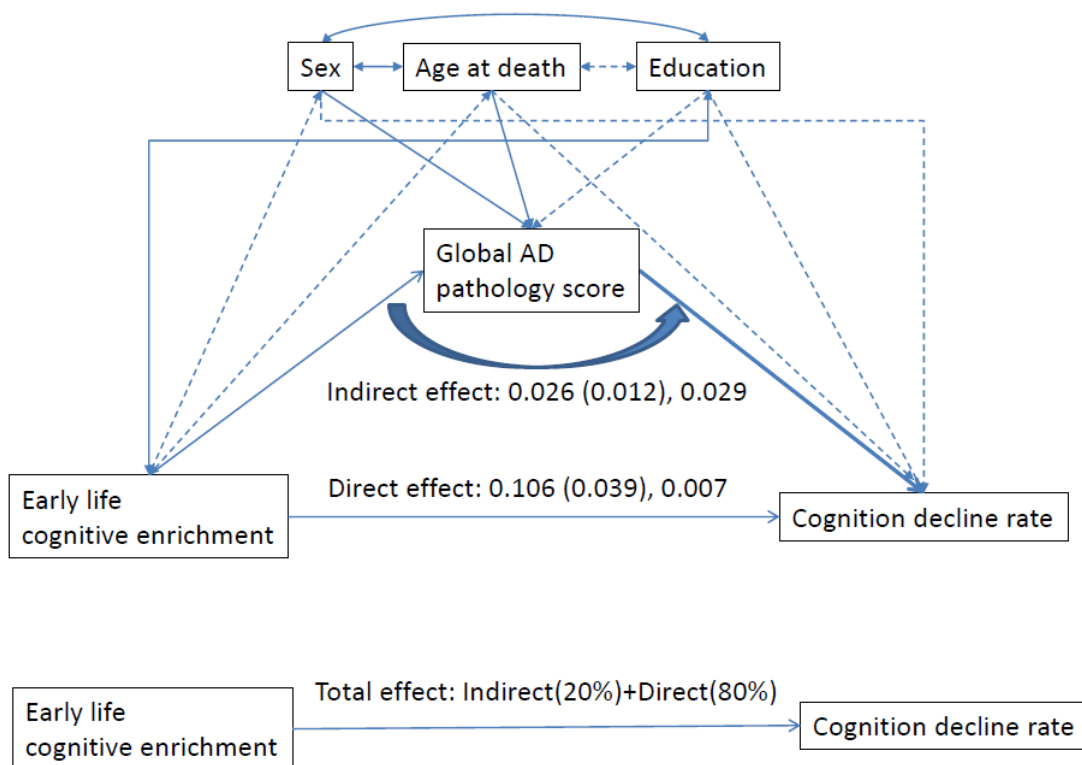 Sex
Age at death
Education
Global AD
pathology score
Indirect effect: 0.026 (0.012), 0.029
Direct effect: 0.106 (0.039), 0.007
Early life
cognitive enrichment
Cognition decline rate
Total effect: Indirect(20%)+Direct(80%)
Early life
cognitive enrichment
Cognition decline rate